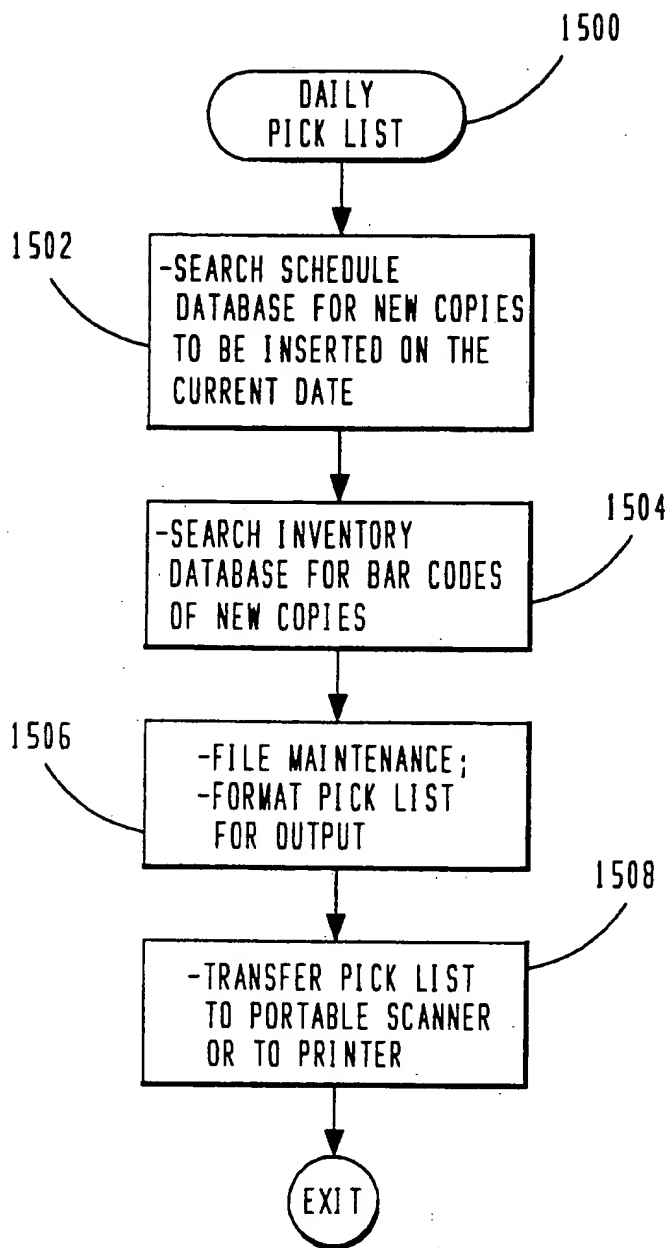 1500
DAILY
PICK LIST
1502
-SEARCH SCHEDULE
DATABASE FOR NEW COPIES
TO BE INSERTED ON THE
CURRENT DATE
1504
-SEARCH INVENTORY
DATABASE FOR BAR CODES
OF NEW COPIES
1506
-FILE MAINTENANCE;
-FORMAT PICK LIST
FOR OUTPUT
1508
-TRANSFER PICK LIST
TO PORTABLE SCANNER
OR TO PRINTER
EXIT